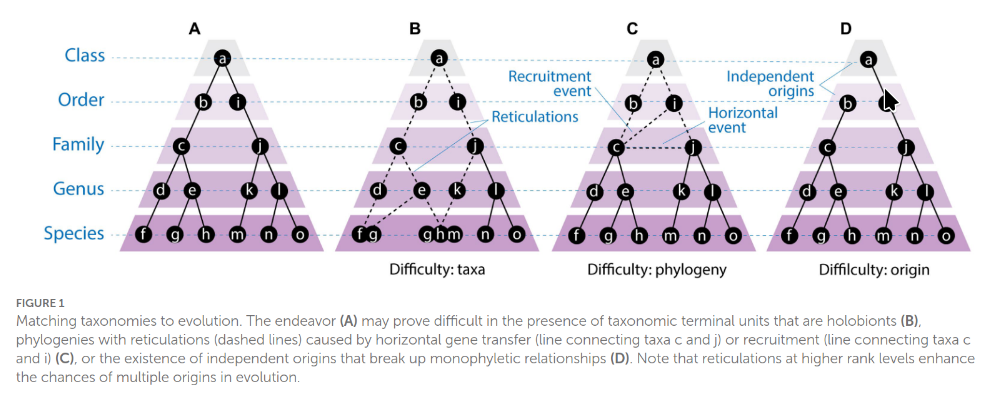 A B C D
Class a a a a
Recruitment event
Independent origins
Order b i b i b i b
Reticulations
Horizontal event
Family c j c j c j c j
Genus d e k l d e k l d e k l d e k l
Species f g h m n o f g g h m n o f g h m n o f g h m n o
Difficulty: taxa
Difficulty: phylogeny
Difficulty: origin
FIGURE 1
Matching taxonomies to evolution. The endeavor (A) may prove difficult in the presence of taxonomic terminal units that are holobionts (B),
phylogenies with reticulations (dashed lines) caused by horizontal gene transfer (line connecting taxa c and j) or recruitment (line connecting taxa c
and i) (C), or the existence of independent origins that break up monophyletic relationships (D). Note that reticulations at higher rank levels enhance
the chances of multiple origins in evolution.